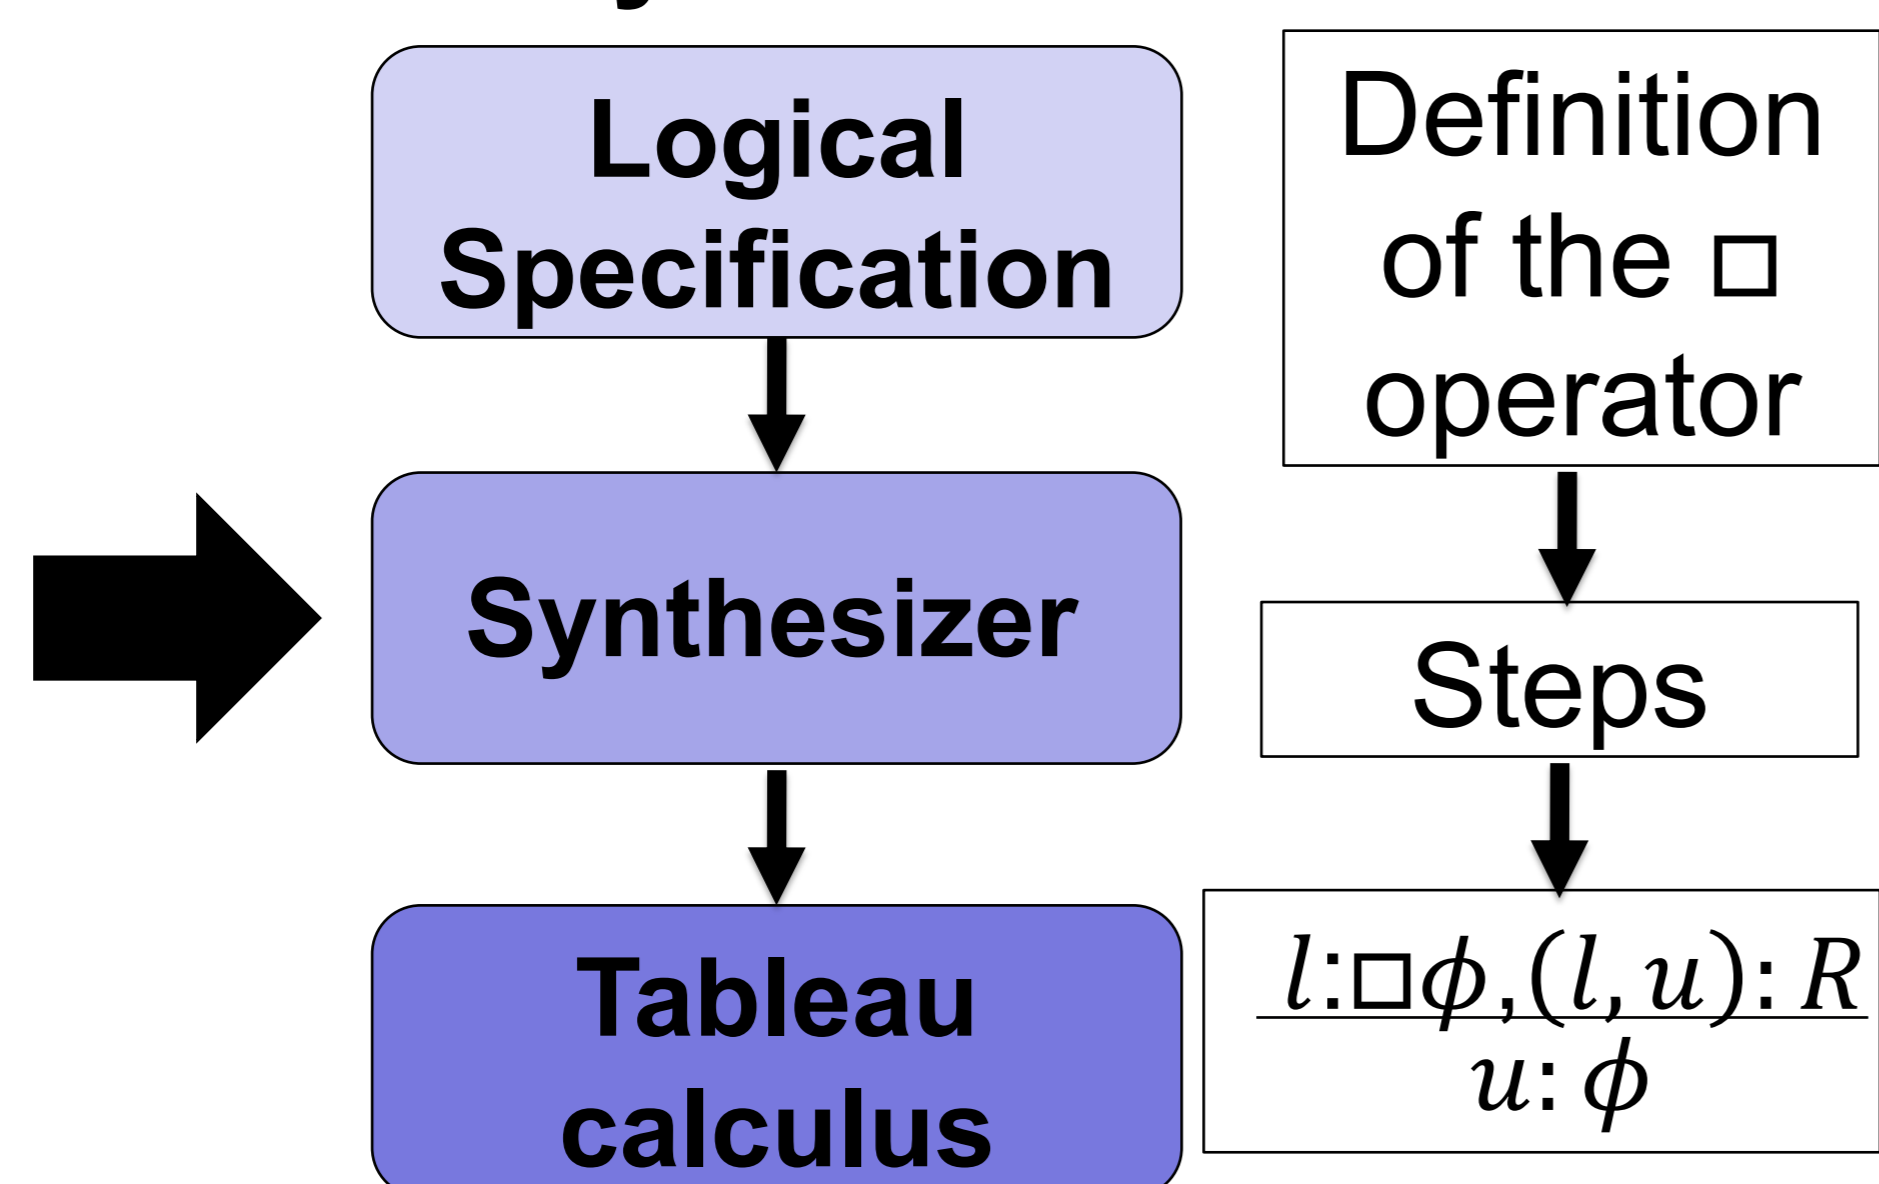 Logical
Specification
Definition
of the □
operator
Synthesizer
Steps
Tableau
calculus
l:□ϕ,(l, u): R
u: ϕ